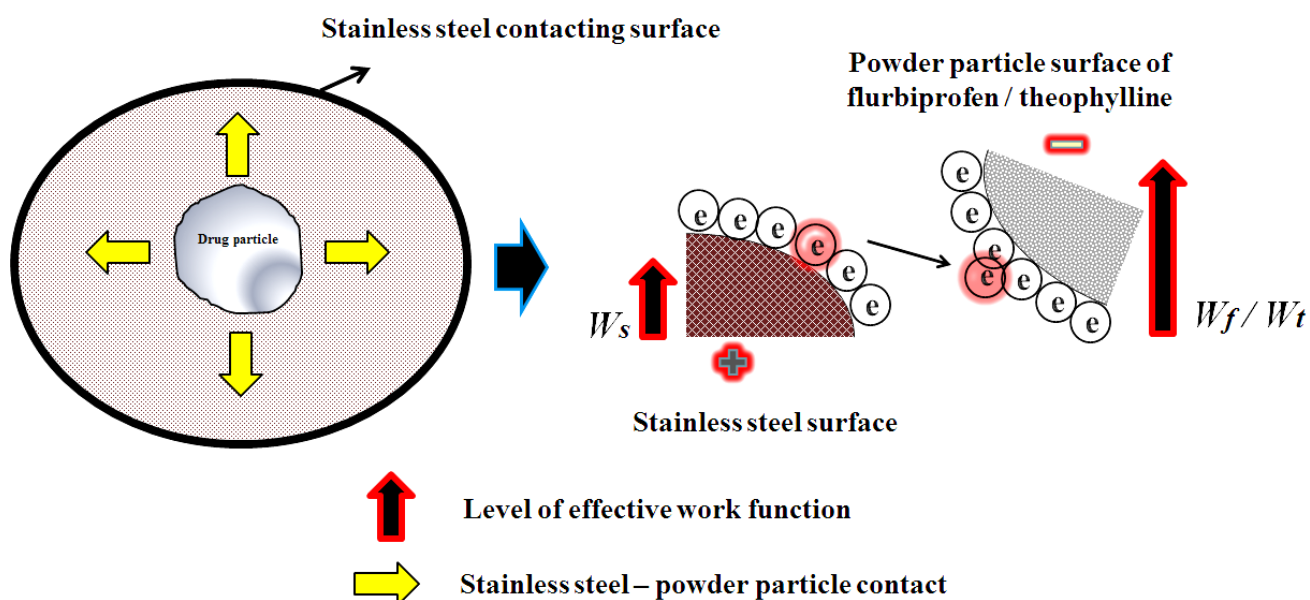 Stainless steel contacting surface
Powder particle surface of
flurbiprofen / theophylline
Drug particle
e e e e e e
e e e e e e e
Ws
Wf / Wt
Stainless steel surface
Level of effective work function
Stainless steel – powder particle contact